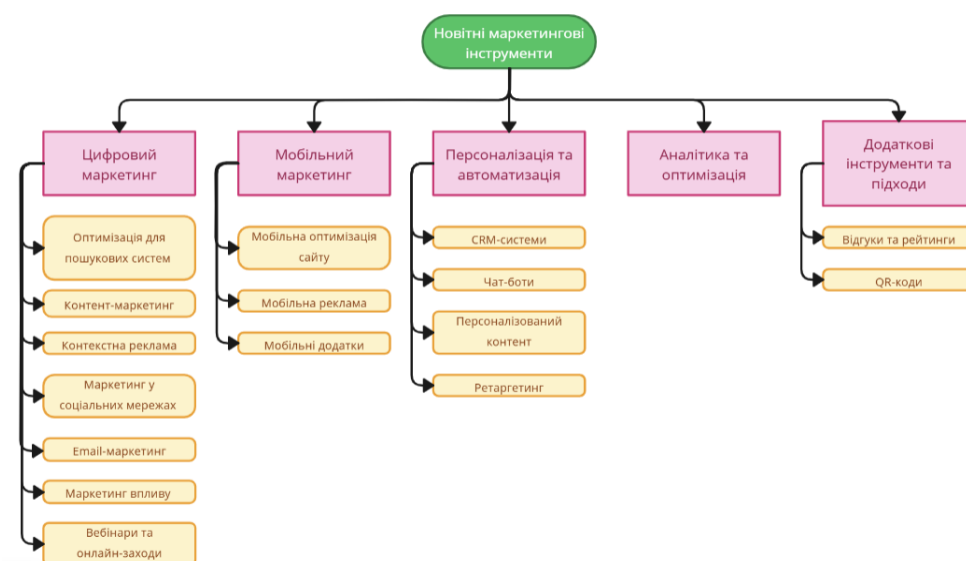 Новітні маркетингові
інструменти
Цифровий
маркетинг
Оптимізація для
пошукових систем
Контент-маркетинг
Контекстна реклама
Маркетинг у
соціальних мережах
Email-маркетинг
Маркетинг впливу
Вебінари та
онлайн-заходи
Мобільний
маркетинг
Мобільна оптимізація
сайту
Мобільна реклама
Мобільні додатки
Персоналізація та
автоматизація
CRM-системи
Чат-боти
Персоналізований
контент
Ретаргетинг
Аналітика та
оптимізація
Додаткові
інструменти та
підходи
Відгуки та рейтинги
QR-коди